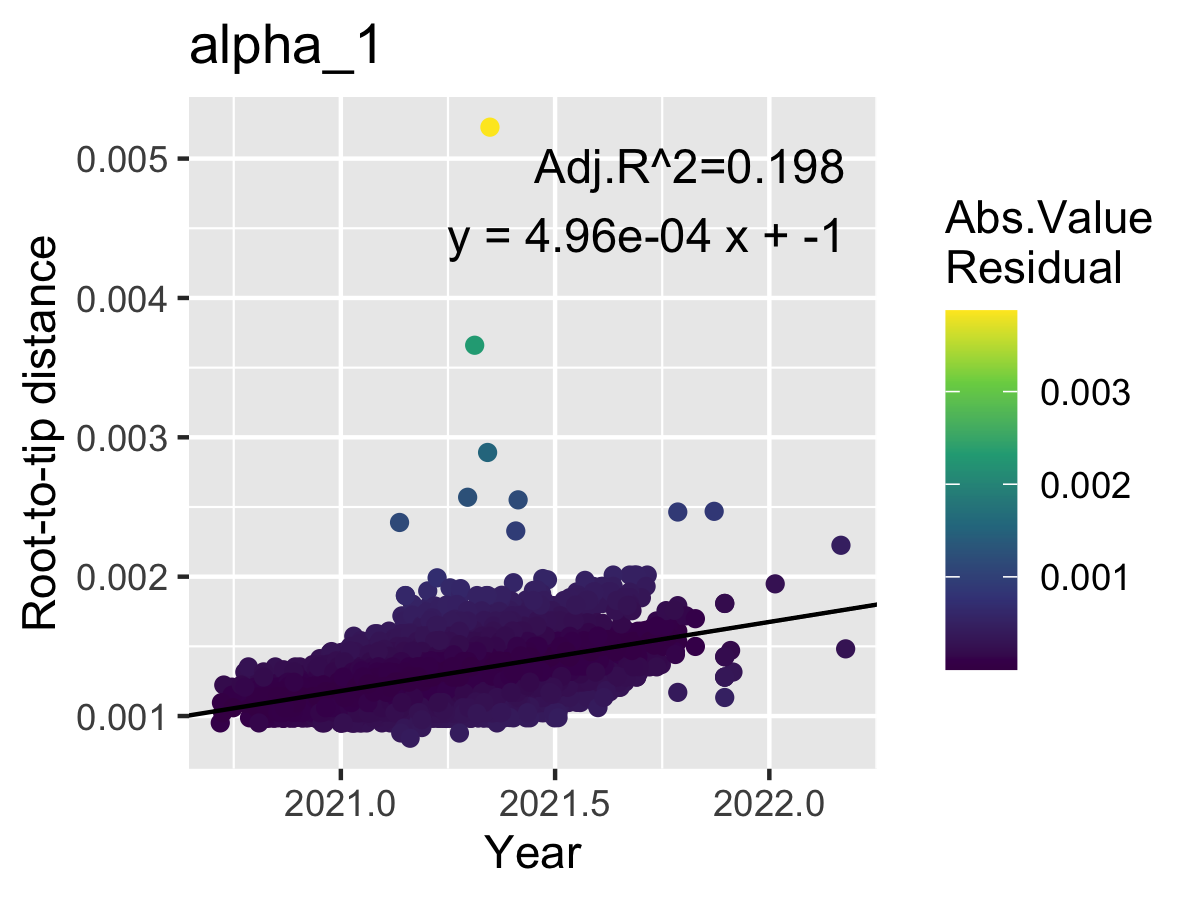 alpha_1
0.005
0.004
0.003
0.002
0.001
Root-to-tip distance
Adj.R^2=0.198
y = 4.96e-04 x + -1
2021.0
2021.5
2022.0
Year
Abs.Value
Residual
0.003
0.002
0.001